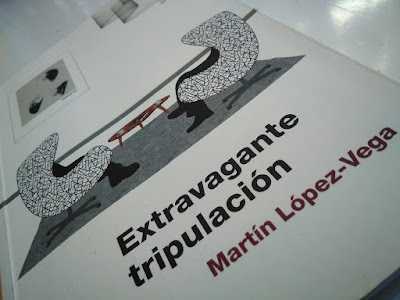 Extravagante
tripulación
Martín López-Vega